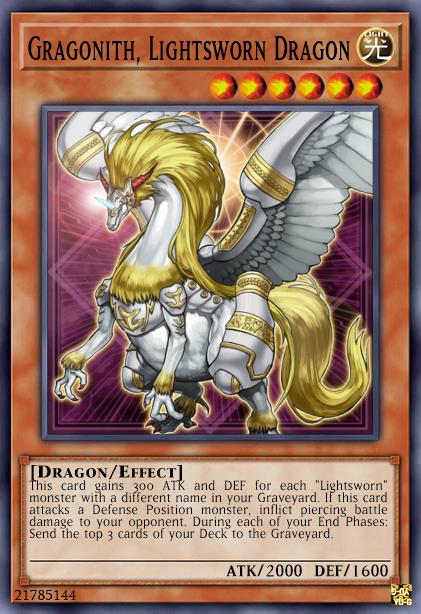 Gragonith, Lightsworn Dragon
LIGHT
光
[Dragon/Effect]
This card gains 300 ATK and DEF for each "Lightsworn"
monster with a different name in your Graveyard. If this card
attacks a Defense Position monster, inflict piercing battle
damage to your opponent. During each of your End Phases:
Send the top 3 cards of your Deck to the Graveyard.
ATK/2000 DEF/1600
21785144